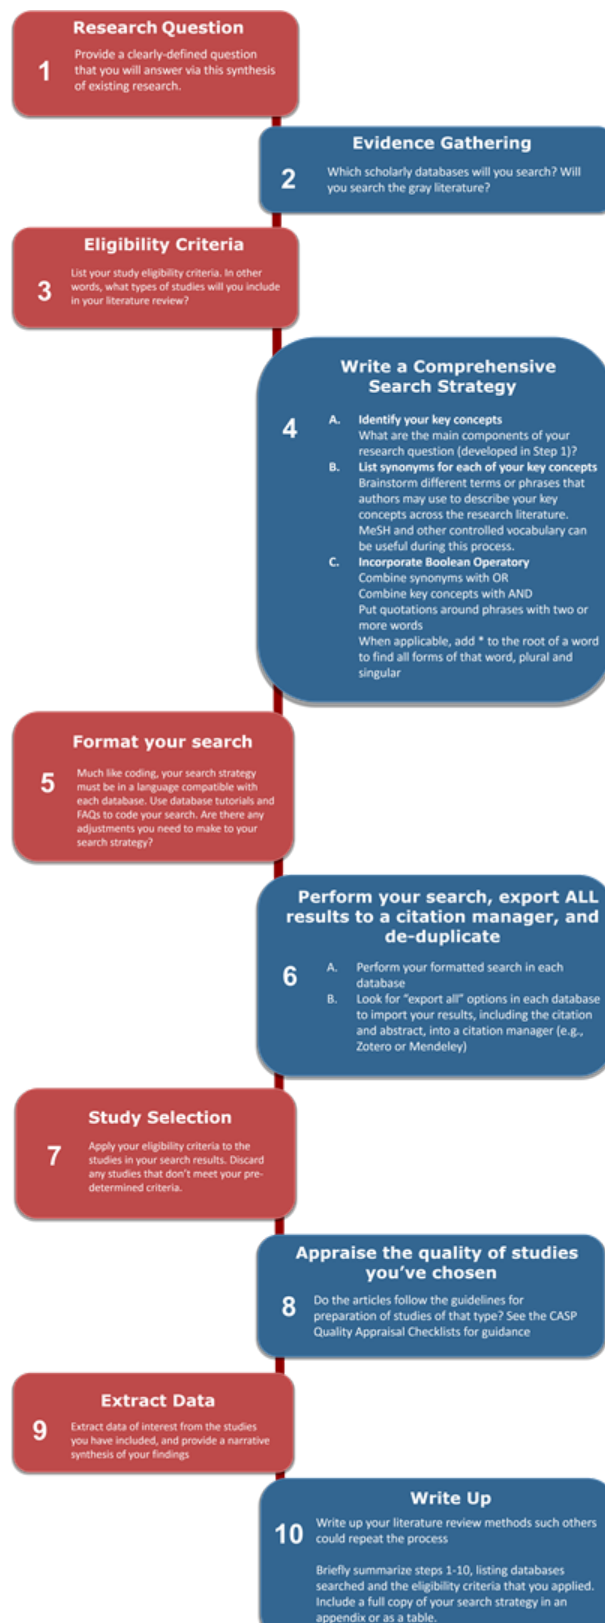 Research Question
1
Provide a clearly-defined question
that you will answer via this synthesis
of existing research.
Evidence Gathering
2
Which scholarly databases will you search? Will
you search the gray literature?
Eligibility Criteria
3
List your study eligibility criteria. In other
words, what types of studies will you include
in your literature review?
Write a Comprehensive
Search Strategy
4
A. Identify your key concepts
What are the main components of your
research question (developed in Step 1)?
B. List synonyms for each of your key concepts
Brainstorm different terms or phrases that
authors may use to describe your key
concepts across the research literature.
MeSH and other controlled vocabulary can
be useful during this process.
C. Incorporate Boolean Operatory
Combine synonyms with OR
Combine key concepts with AND
Put quotations around phrases with two or
more words
When applicable, add * to the root of a word
to find all forms of that word, plural and
singular
Format your search
5
Much like coding, your search strategy
must be in a language compatible with
each database. Use database tutorials and
FAQs to code your search. Are there any
adjustments you need to make to your
search strategy?
Perform your search, export ALL
results to a citation manager, and
de-duplicate
6
A. Perform your formatted search in each
database
B. Look for "export all" options in each database
to import your results, including the citation
and abstract, into a citation manager (e.g.,
Zotero or Mendeley)
Study Selection
7
Apply your eligibility criteria to the
studies in your search results. Discard
any studies that don't meet your pre-
determined criteria.
Appraise the quality of studies
you've chosen
8
Do the articles follow the guidelines for
preparation of studies of that type? See the CASP
Quality Appraisal Checklists for guidance
Extract Data
9
Extract data of interest from the studies
you have included, and provide a narrative
synthesis of your findings
Write Up
10
Write up your literature review methods such others
could repeat the process
Briefly summarize steps 1-10, listing databases
searched and the eligibility criteria that you applied.
Include a full copy of your search strategy in an
appendix or as a table.